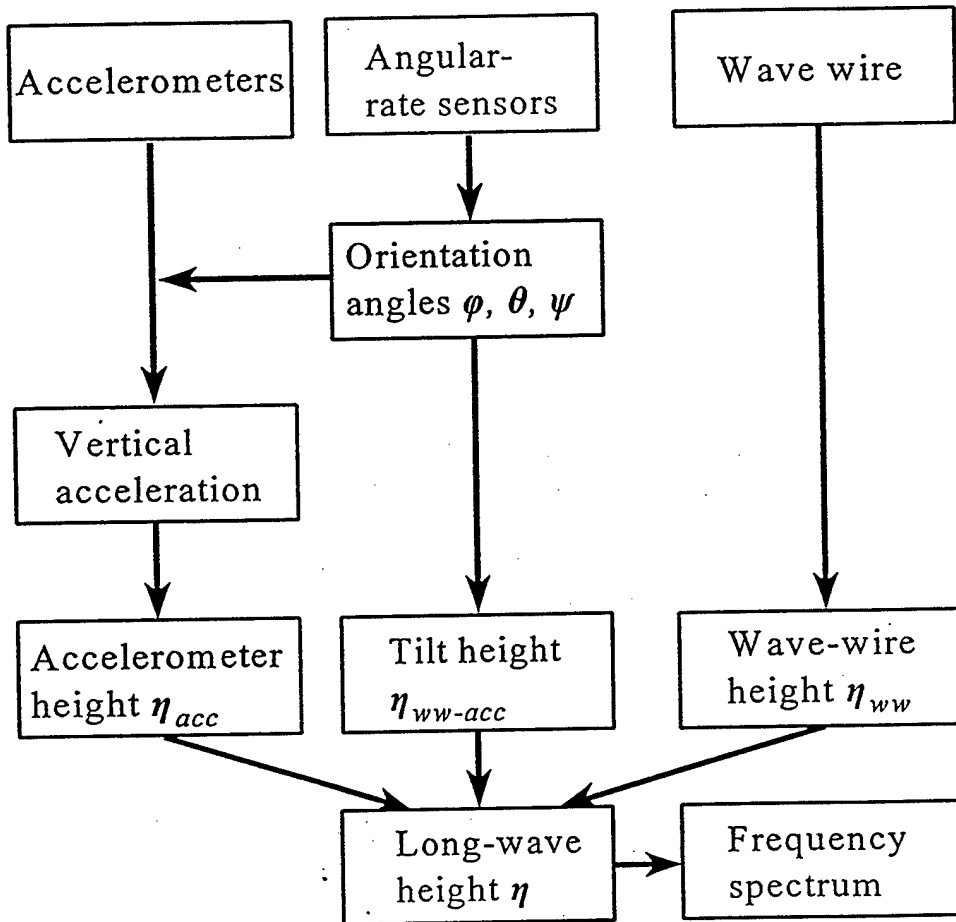 Accelerometers
Angular-
rate sensors
Wave wire
Orientation
angles φ, θ, ψ
Vertical
acceleration
Accelerometer
height η_acc
Tilt height
η_ww-acc
Wave-wire
height η_ww
Long-wave
height η
Frequency
spectrum